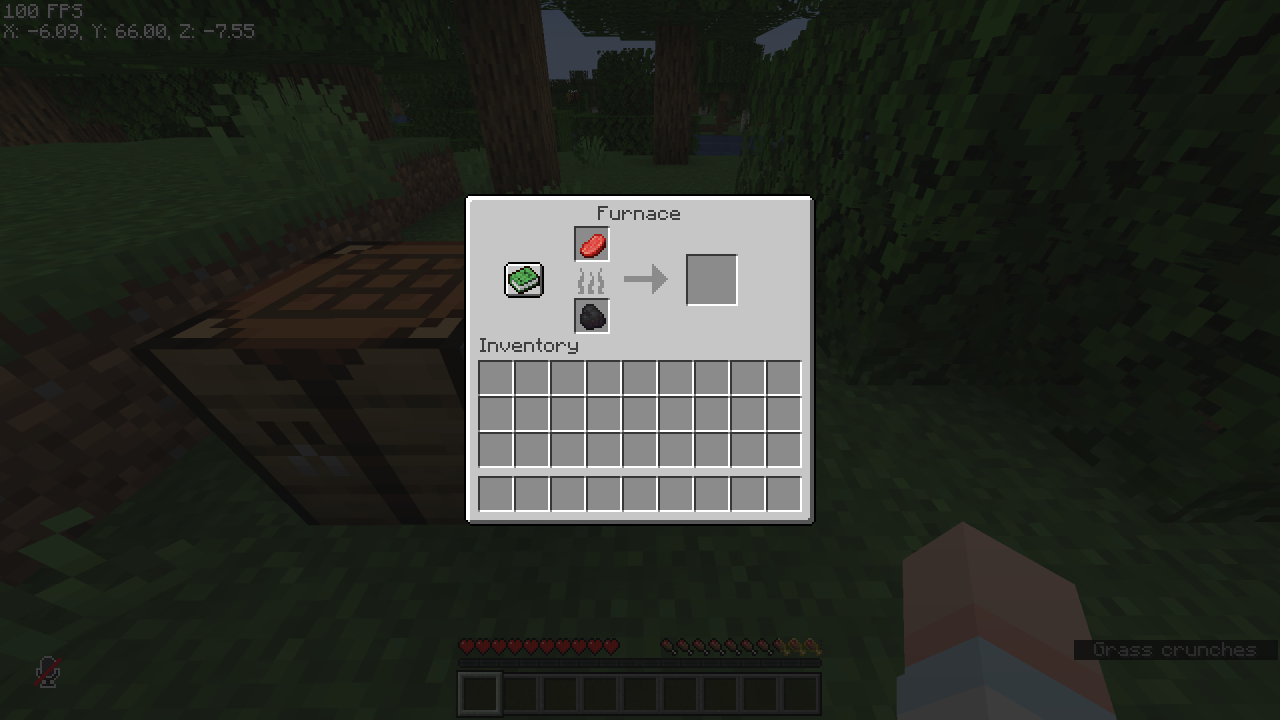 100 FPS
X: -6.09, Y: 66.00, Z: -7.55
Furnace
Inventory
Grass crunches